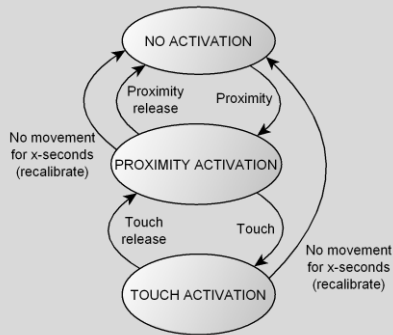 NO ACTIVATION
Proximity
release
Proximity
No movement
for x-seconds
(recalibrate)
PROXIMITY ACTIVATION
Touch
release
Touch
No movement
for x-seconds
(recalibrate)
TOUCH ACTIVATION